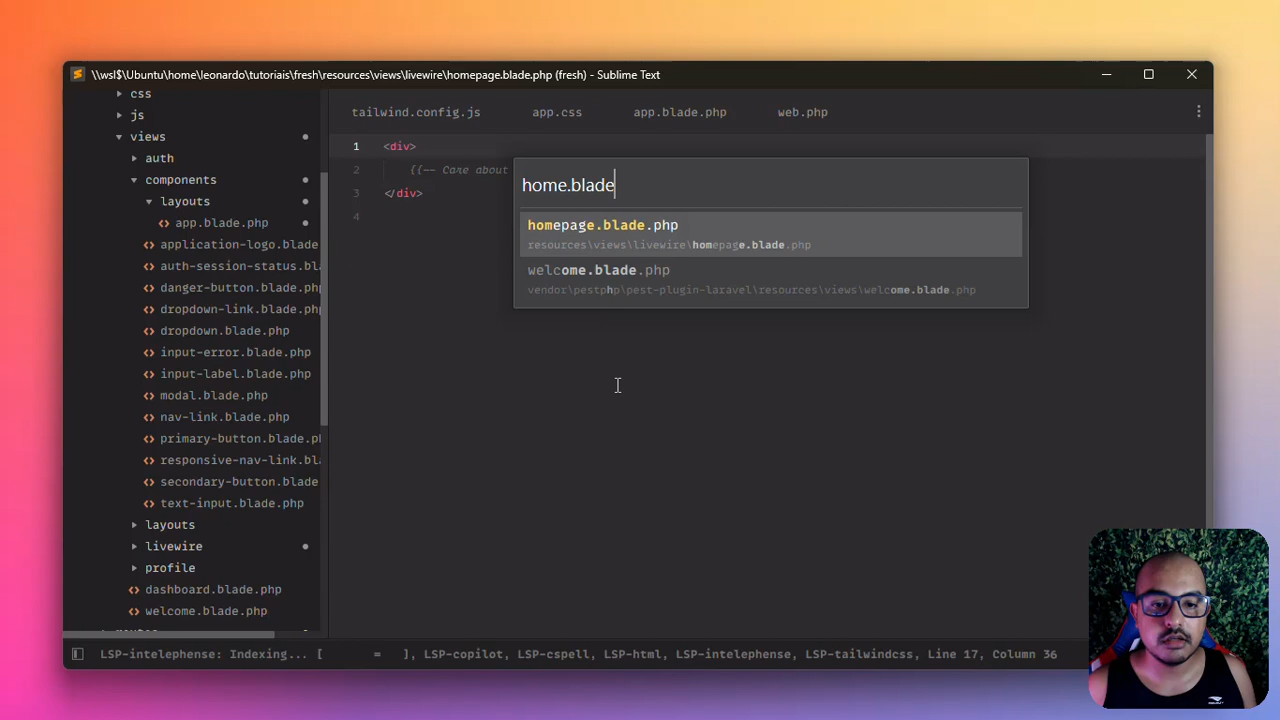 \\wsl$\Ubuntu\home\leonardo\tutoriais\fresh\resources\views\livewire\homepage.blade.php (fresh) - Sublime Text
css
js
views
auth
components
layouts
app.blade.php
application-logo.blade
auth-session-status.bla
danger-button.blade.php
dropdown-link.blade.php
dropdown.blade.php
input-error.blade.php
input-label.blade.php
modal.blade.php
nav-link.blade.php
primary-button.blade.p
responsive-nav-link.bla
secondary-button.blade
text-input.blade.php
layouts
livewire
profile
dashboard.blade.php
welcome.blade.php
tailwind.config.js
app.css
app.blade.php
web.php
1 <div>
2 {{-- Care about
3 </div>
4
home.blade
homepage.blade.php
resources\views\livewire\homepage.blade.php
welcome.blade.php
vendor\pestphp\pest-plugin-laravel\resources\views\welcome.blade.php
LSP-intelephense: Indexing... [ = ], LSP-copilot, LSP-cspell, LSP-html, LSP-intelephense, LSP-tailwindcss, Line 17, Column 36